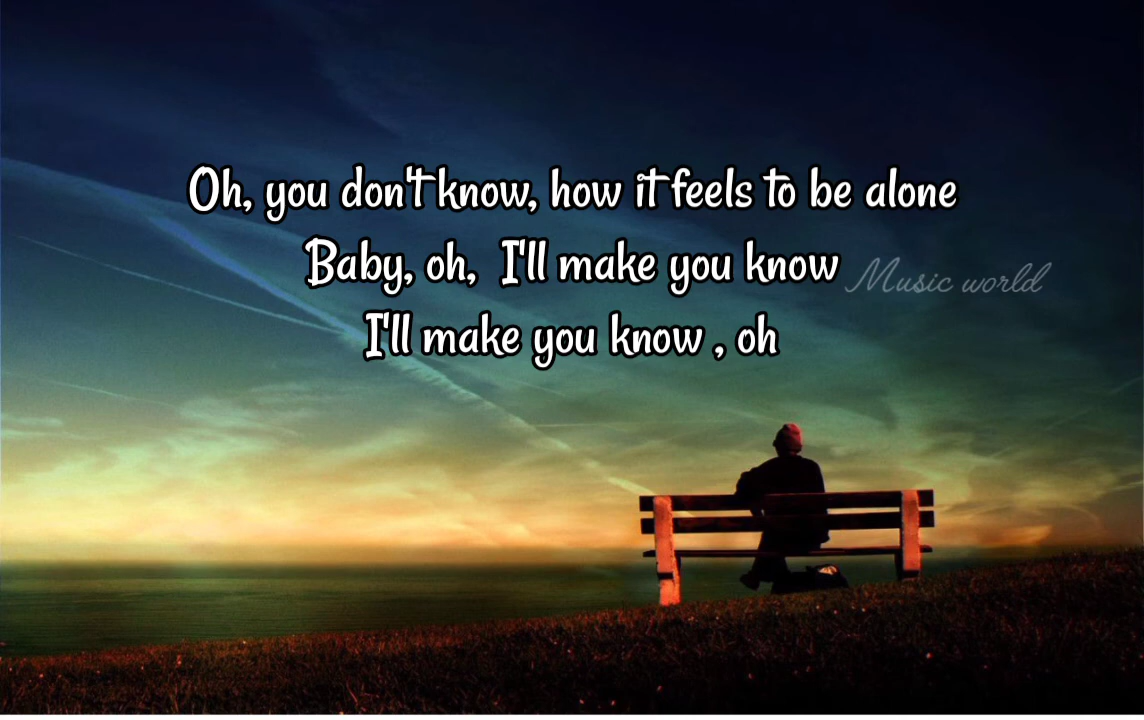 Oh, you don't know, how it feels to be alone
Baby, oh, I'll make you know
Music world
I'll make you know , oh